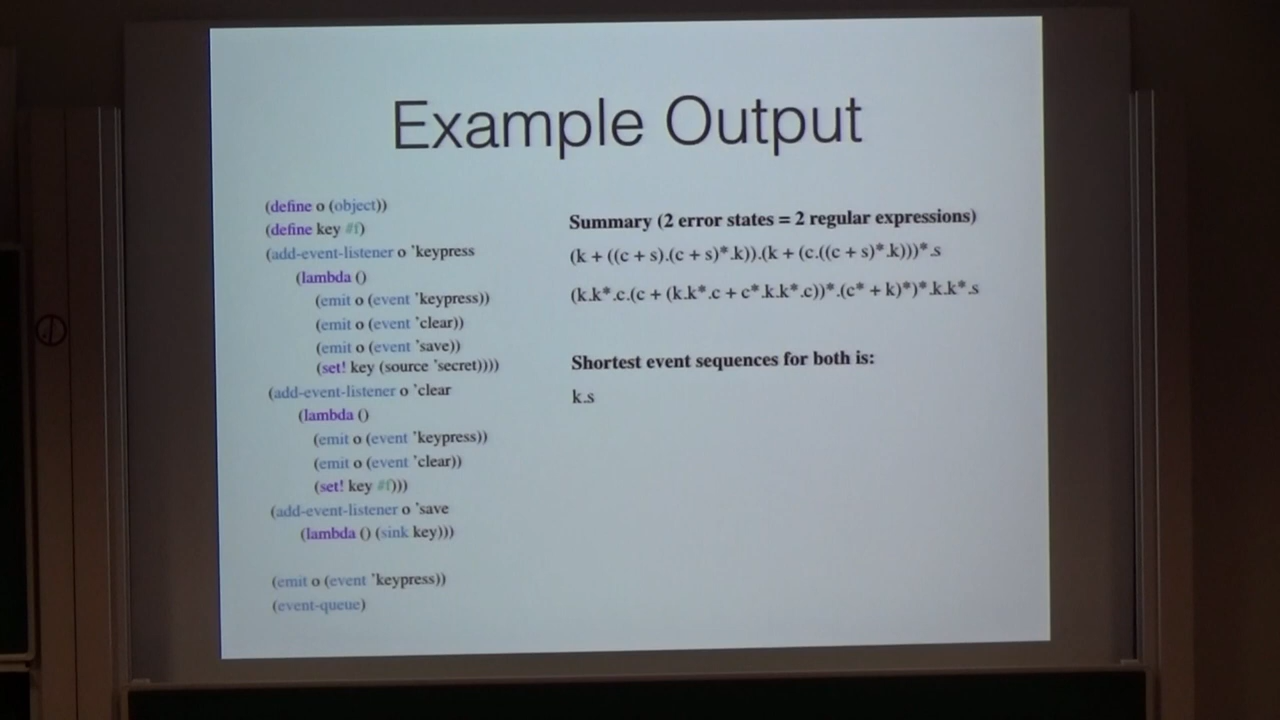 Example Output
(define o (object))
(define key #f)
(add-event-listener o 'keypress
(lambda ()
(emit o (event 'keypress))
(emit o (event 'clear))
(emit o (event 'save))
(set! key (source 'secret))))
(add-event-listener o 'clear
(lambda ()
(emit o (event 'keypress))
(emit o (event 'clear))
(set! key #f)))
(add-event-listener o 'save
(lambda () (sink key)))
(emit o (event 'keypress))
(event-queue)
Summary (2 error states = 2 regular expressions)
(k + ((c + s).(c + s)*.k)).(k + (c.((c + s)*.k)))*.s
(k.k*.c.(c + (k.k*.c + c*.k.k*.c))*.(c* + k)*)*.k.k*.s
Shortest event sequences for both is:
k.s